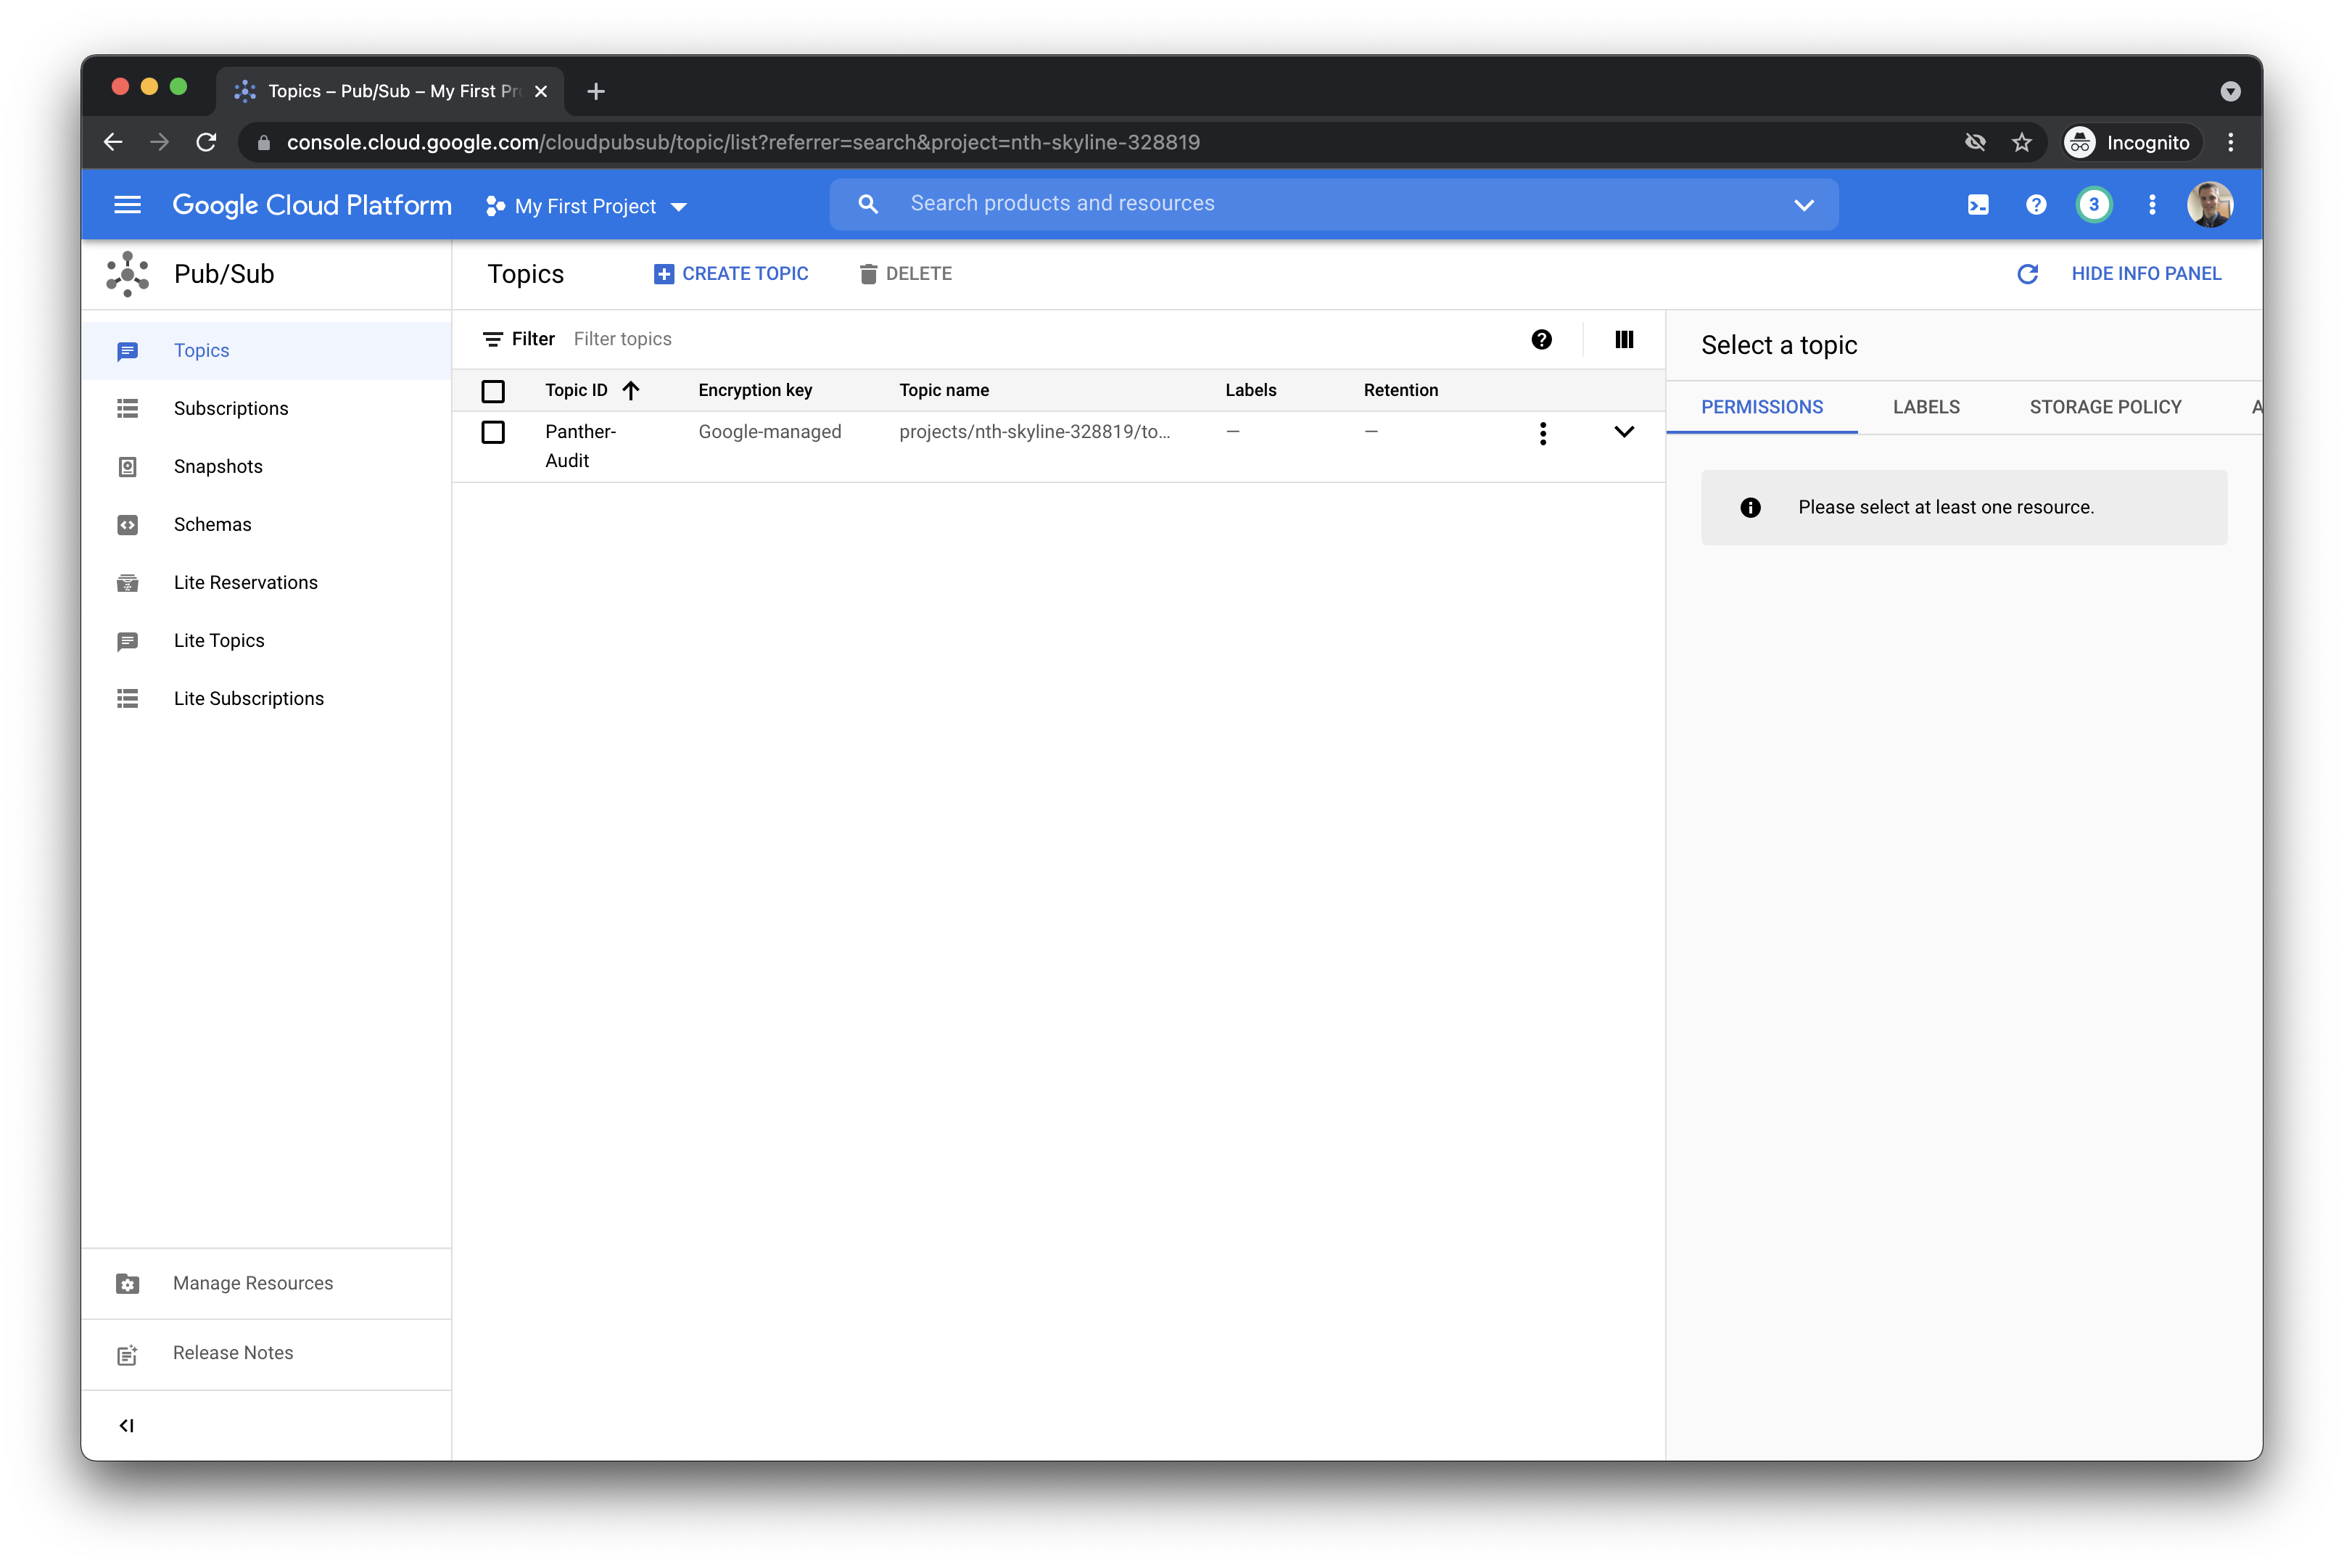 Topics – Pub/Sub – My First Pr
console.cloud.google.com/cloudpubsub/topic/list?referrer=search&project=nth-skyline-328819
Incognito
Google Cloud Platform
My First Project
Search products and resources
3
Pub/Sub
Topics
CREATE TOPIC
DELETE
HIDE INFO PANEL
Topics
Subscriptions
Snapshots
Schemas
Lite Reservations
Lite Topics
Lite Subscriptions
Manage Resources
Release Notes
Filter Filter topics
Topic ID Encryption key Topic name Labels Retention
Panther- Google-managed projects/nth-skyline-328819/to... – –
Audit
Select a topic
PERMISSIONS LABELS STORAGE POLICY A
Please select at least one resource.